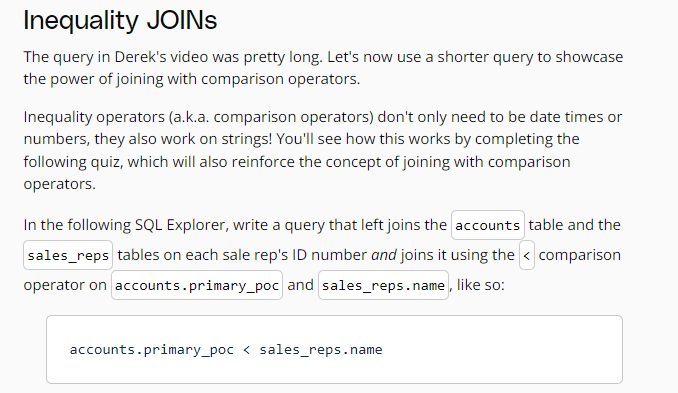 Inequality JOINs
The query in Derek's video was pretty long. Let's now use a shorter query to showcase
the power of joining with comparison operators.
Inequality operators (a.k.a. comparison operators) don't only need to be date times or
numbers, they also work on strings! You'll see how this works by completing the
following quiz, which will also reinforce the concept of joining with comparison
operators.
In the following SQL Explorer, write a query that left joins the accounts table and the
sales_reps tables on each sale rep's ID number and joins it using the < comparison
operator on accounts.primary_poc and sales_reps.name, like so:
accounts.primary_poc < sales_reps.name